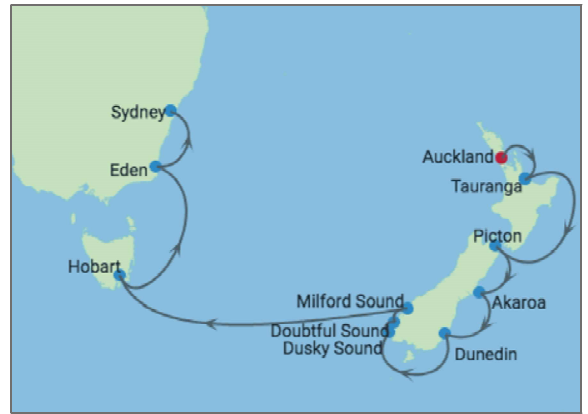 Sydney
Auckland
Eden
Tauranga
Picton
Hobart
Milford Sound
Akaroa
Doubtful Sound
Dusky Sound
Dunedin